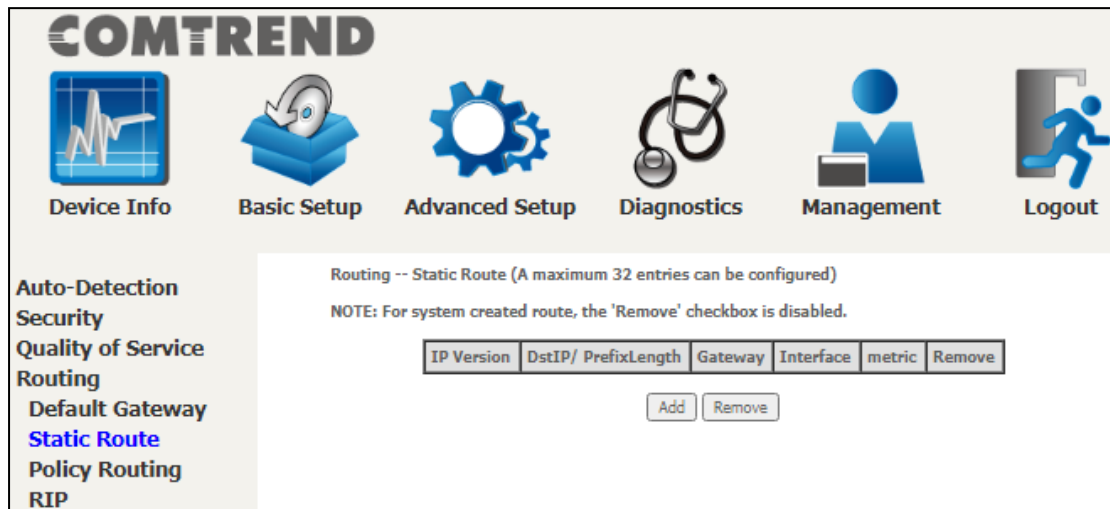 COMTREND
Device Info
Basic Setup
Advanced Setup
Diagnostics
Management
Logout
Auto-Detection
Security
Quality of Service
Routing
Default Gateway
Static Route
Policy Routing
RIP
Routing -- Static Route (A maximum 32 entries can be configured)
NOTE: For system created route, the 'Remove' checkbox is disabled.
IP Version DstIP/ PrefixLength Gateway Interface metric Remove
Add Remove